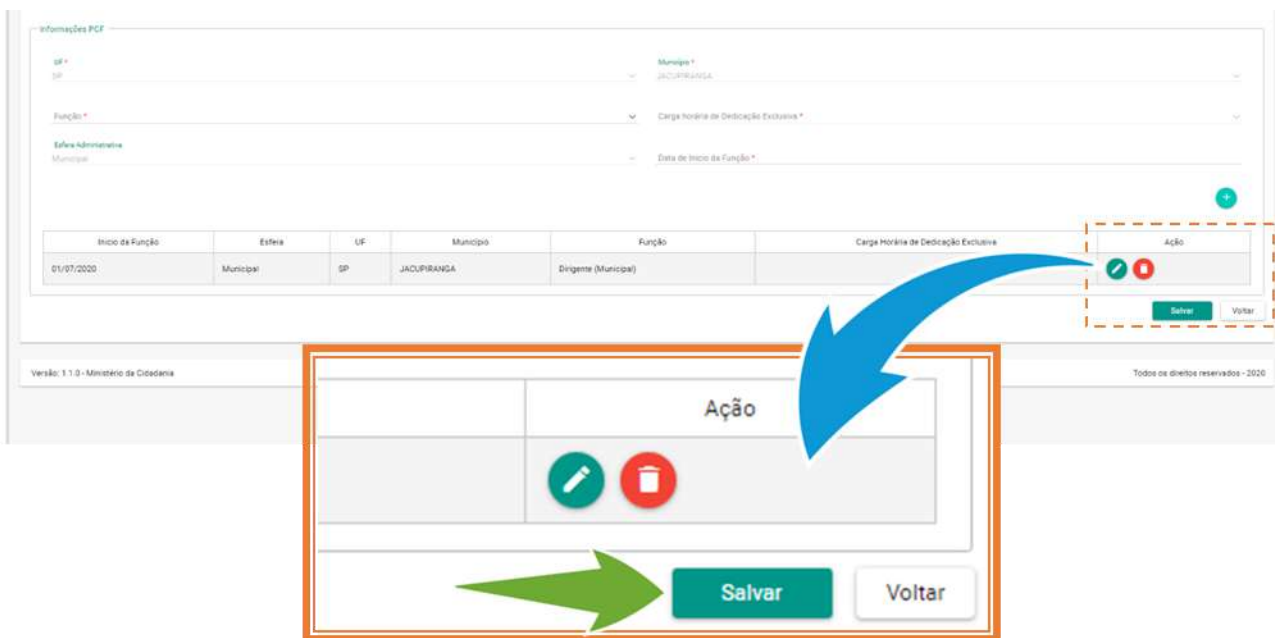 Informações PCF
UF * Município *
SP JACUPIRANGA
Função * Carga horária de Dedicação Exclusiva *
Esfera Administrativa
Municipal Data de Inicio da Função *
Inicio da Função Esfera UF Município Função Carga Horária de Dedicação Exclusiva Ação
01/07/2020 Municipal SP JACUPIRANGA Dirigente (Municipal)
Salvar Voltar
Versão: 1.1.0 - Ministério da Cidadania Todos os direitos reservados - 2020
Ação
Salvar Voltar